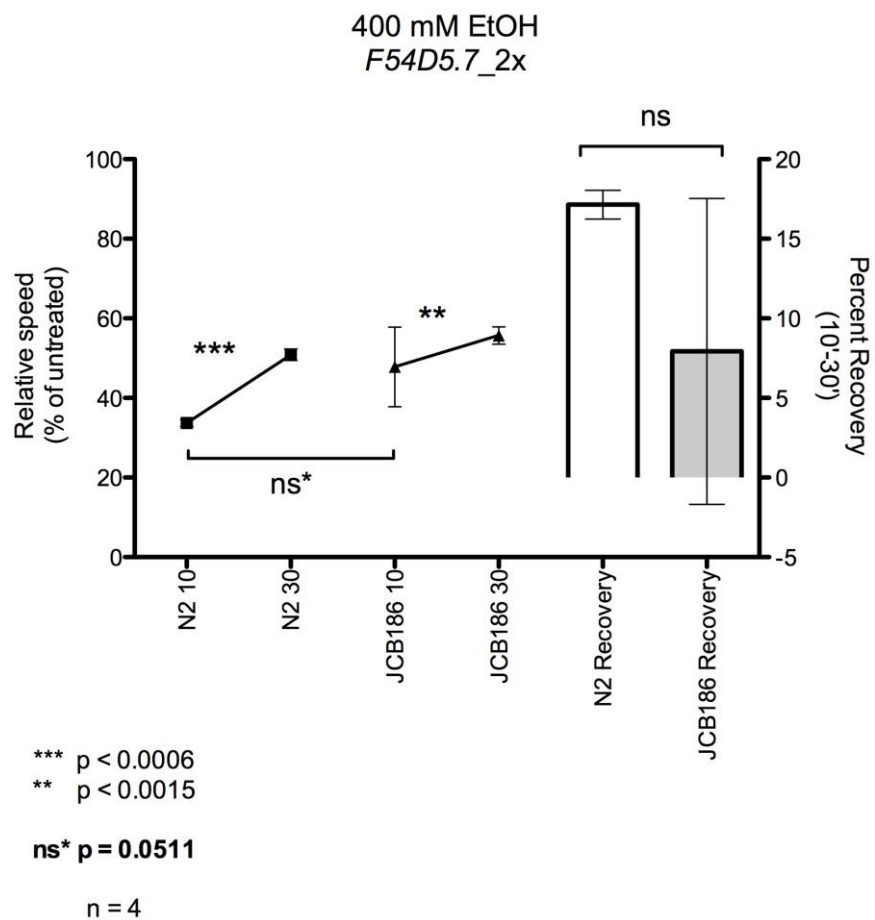 400 mM EtOH
F54D5.7_2x
ns
100
80
60
40
20
0
Relative speed
(% of untreated)
***
**
ns*
20
15
10
5
0
-5
Percent Recovery
(10'-30')
N2 10
N2 30
JCB186 10
JCB186 30
N2 Recovery
JCB186 Recovery
*** p < 0.0006
** p < 0.0015
ns* p = 0.0511
n = 4